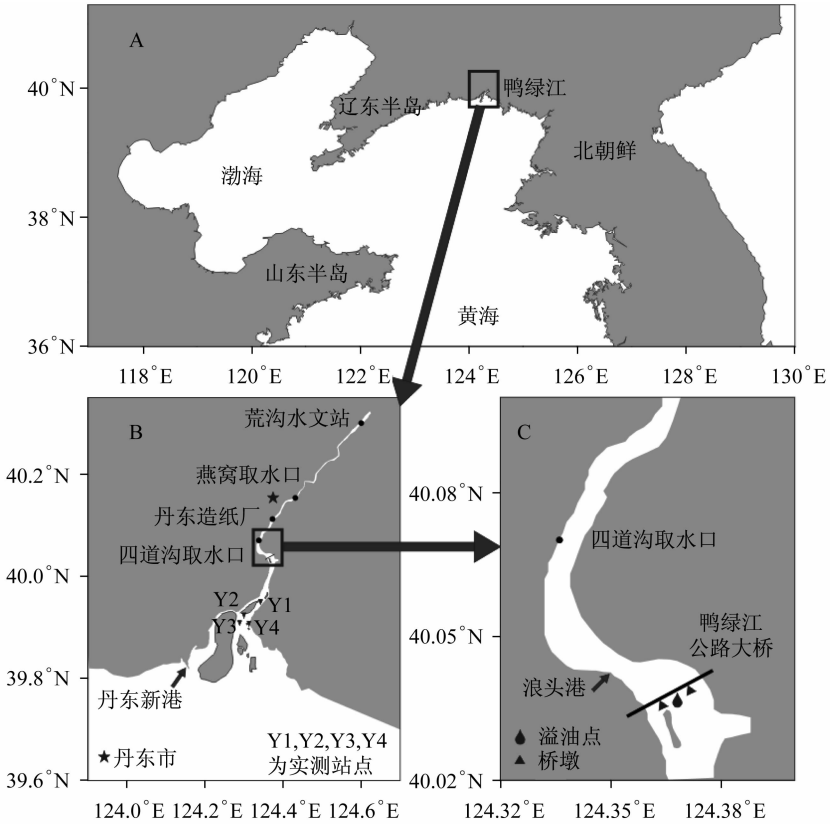 A
40°N
鸭绿江
辽东半岛
北朝鲜
渤海
38°N
山东半岛
黄海
36°N
118°E
120°E
122°E
124°E
126°E
128°E
130°E
B
荒沟水文站
40.2°N
燕窝取水口
丹东造纸厂
四道沟取水口
40.0°N
Y2
Y1
Y3
Y4
39.8°N
丹东新港
Y1,Y2,Y3,Y4
为实测站点
丹东市
39.6°N
124.0°E
124.2°E
124.4°E
124.6°E
C
40.08°N
四道沟取水口
40.05°N
鸭绿江
公路大桥
浪头港
溢油点
桥墩
40.02°N
124.32°E
124.35°E
124.38°E